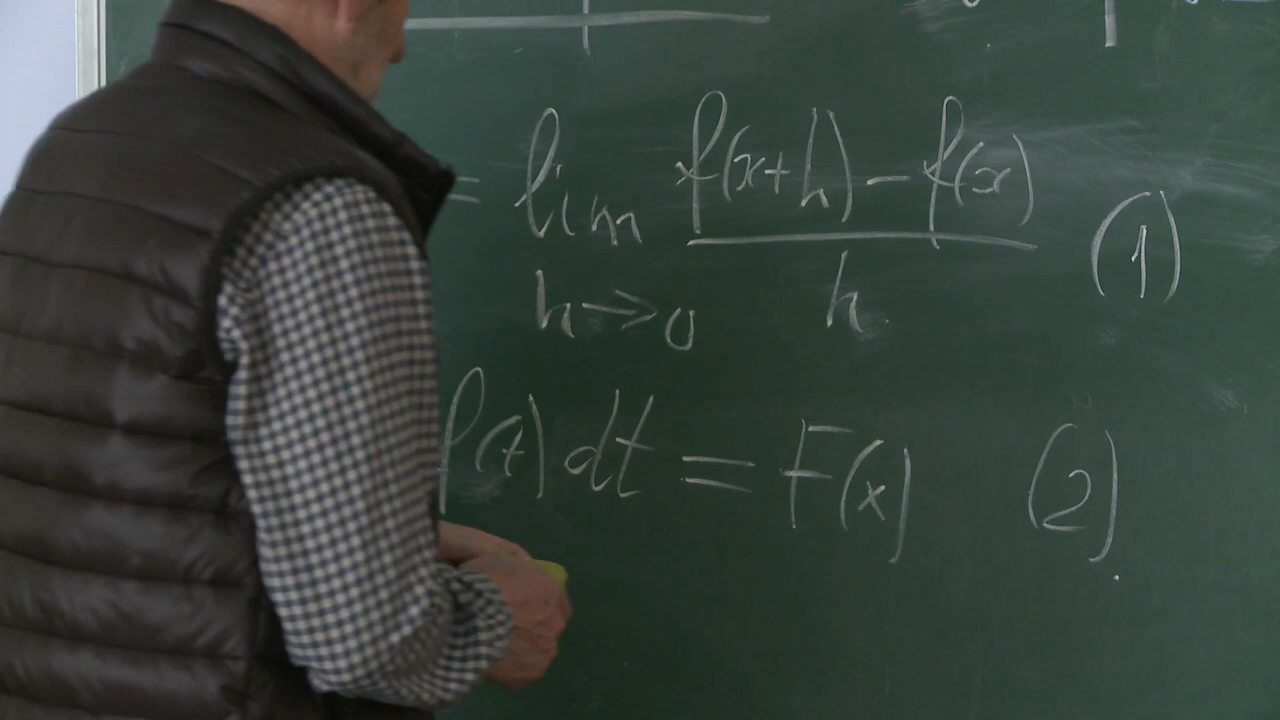 = lim f(x+h) - f(x) / h (1)
h→0
f(t) dt = F(x) (2)